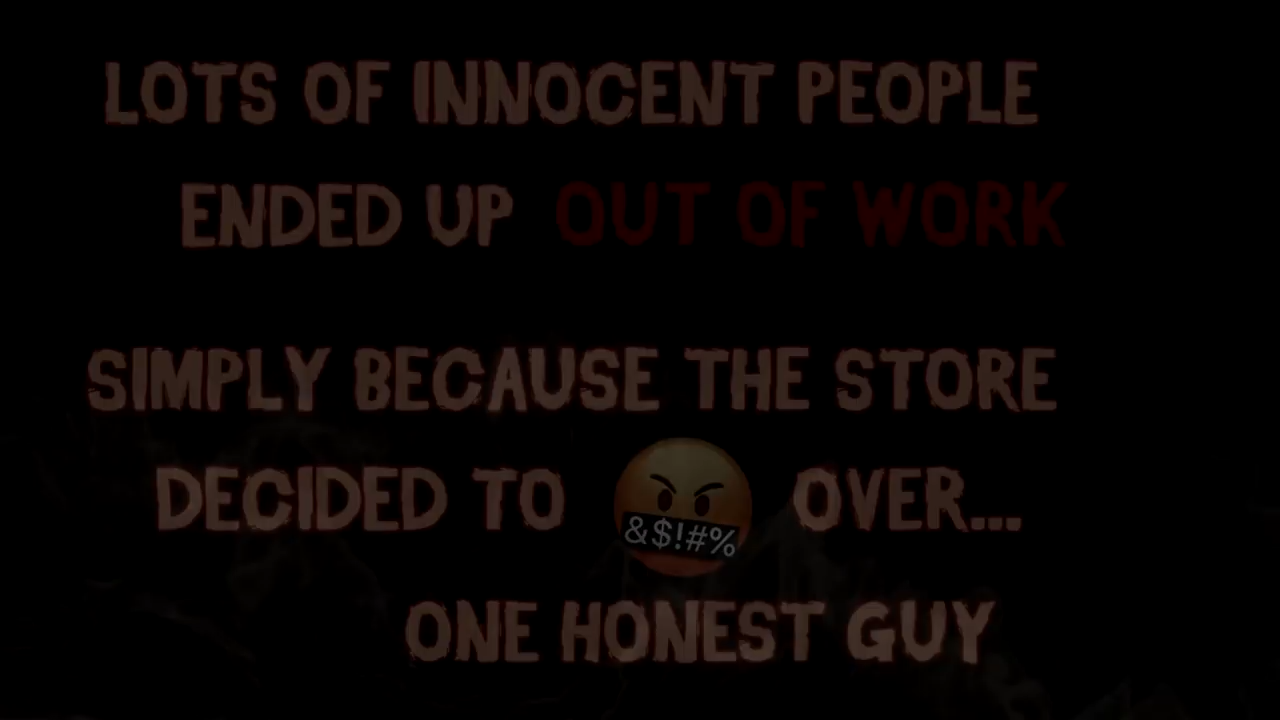 LOTS OF INNOCENT PEOPLE
ENDED UP OUT OF WORK
SIMPLY BECAUSE THE STORE
DECIDED TO &$!#% OVER...
ONE HONEST GUY